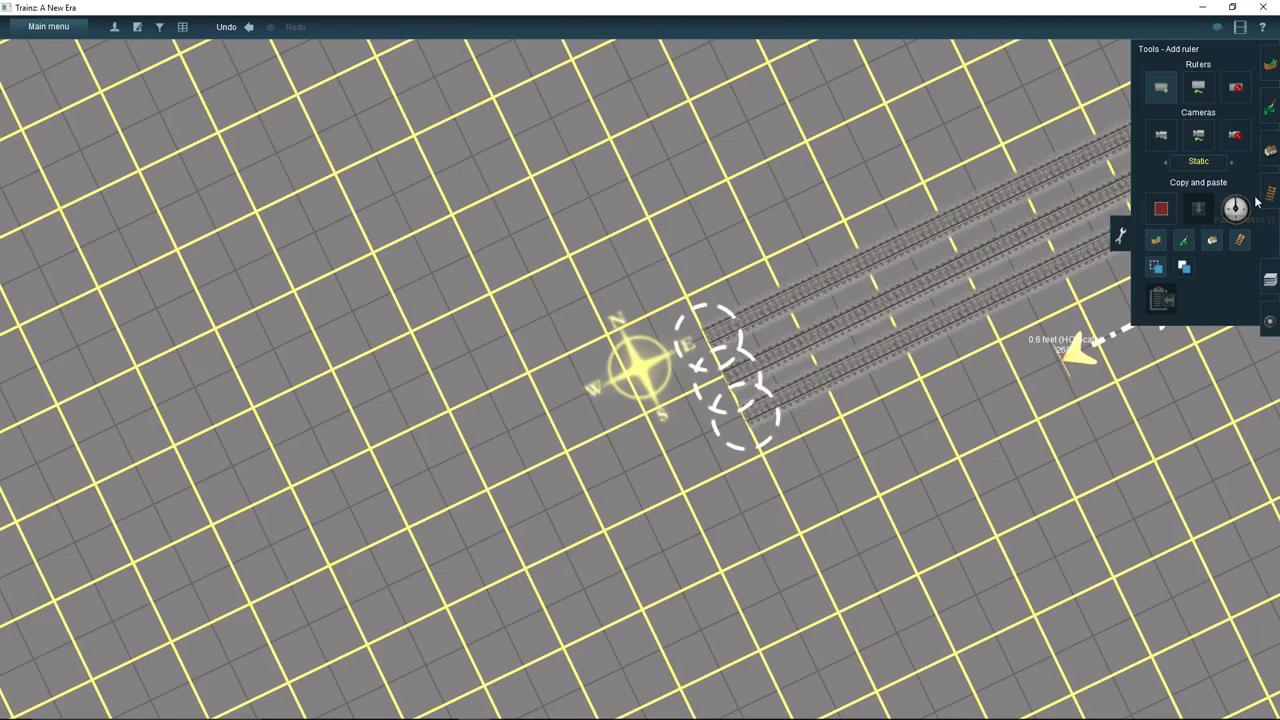 Trainz: A New Era
Main menu
Undo
Redo
?
Tools - Add ruler
Rulers
Cameras
Static
Copy and paste
N
E
W
S
0.6 feet (HO